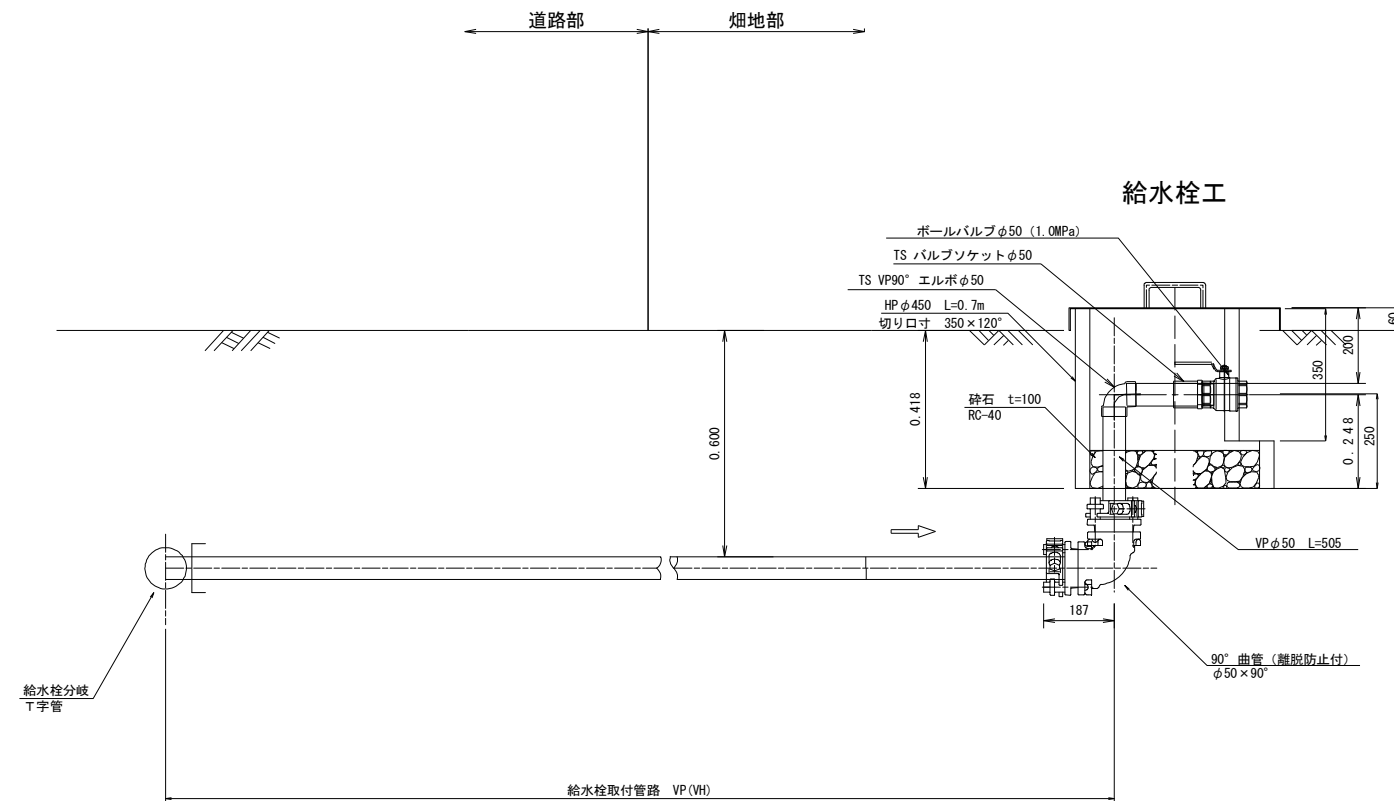 道路部
畑地部
給水栓工
ボールバルブφ50 (1.0MPa)
TS バルブソケットφ50
TS VP90° エルボφ50
HPφ450 L=0.7m
切り口寸 350×120°
60
200
350
0.418
砕石 t=100
RC-40
0.248
250
0.600
VPφ50 L=505
187
90° 曲管 (離脱防止付)
φ50×90°
給水栓分岐
T字管
給水栓取付管路 VP(VH)